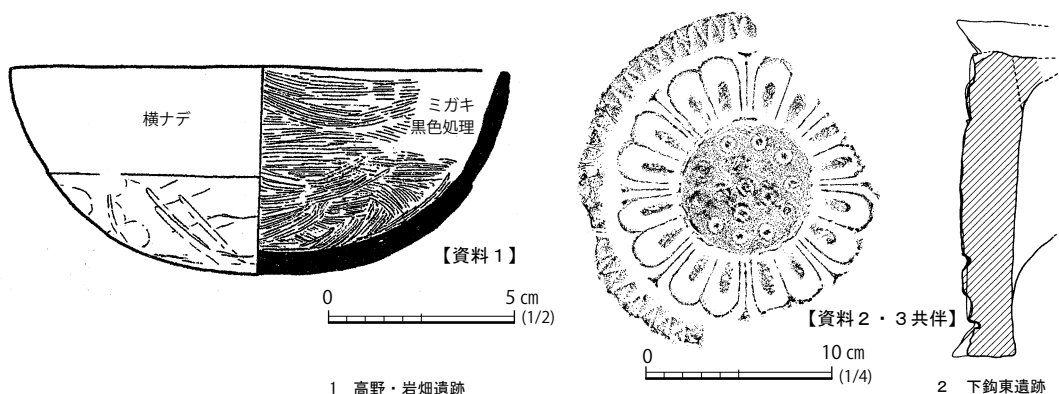 横ナデ
ミガキ
黒色処理
【資料1】
0 5 cm
(1/2)
1 高野・岩畑遺跡
【資料2・3共伴】
0 10 cm
(1/4)
2 下鈎東遺跡